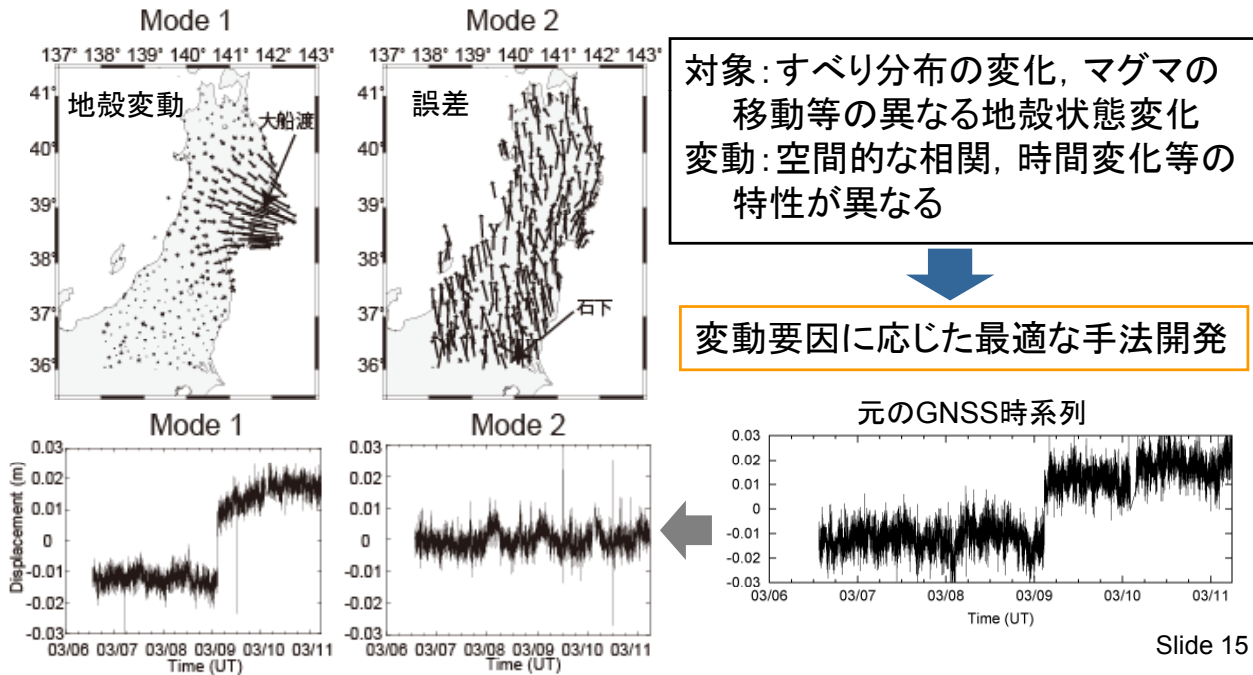 Mode 1
137° 138° 139° 140° 141° 142° 143°
41°
40°
39°
38°
37°
36°
地殻変動
大船渡
Mode 2
137° 138° 139° 140° 141° 142° 143°
41°
40°
39°
38°
37°
36°
誤差
石下
対象:すべり分布の変化,マグマの
移動等の異なる地殻状態変化
変動:空間的な相関,時間変化等の
特性が異なる
変動要因に応じた最適な手法開発
Mode 1
Displacement (m)
0.03
0.02
0.01
0
-0.01
-0.02
-0.03
03/06 03/07 03/08 03/09 03/10 03/11
Time (UT)
Mode 2
0.03
0.02
0.01
0
-0.01
-0.02
-0.03
03/06 03/07 03/08 03/09 03/10 03/11
Time (UT)
元のGNSS時系列
0.03
0.02
0.01
0
-0.01
-0.02
-0.03
03/06 03/07 03/08 03/09 03/10 03/11
Time (UT)
Slide 15